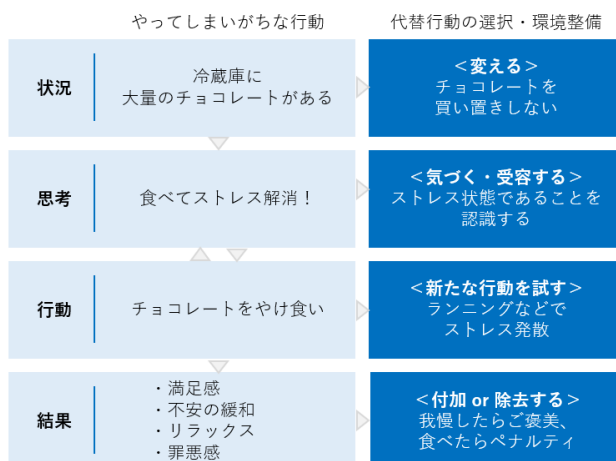 やってしまいがちな行動
代替行動の選択・環境整備
状況
冷蔵庫に
大量のチョコレートがある
＜変える＞
チョコレートを
買い置きしない
思考
食べてストレス解消！
＜気づく・受容する＞
ストレス状態であることを
認識する
行動
チョコレートをやけ食い
＜新たな行動を試す＞
ランニングなどで
ストレス発散
結果
・満足感
・不安の緩和
・リラックス
・罪悪感
＜付加 or 除去する＞
我慢したらご褒美、
食べたらペナルティ